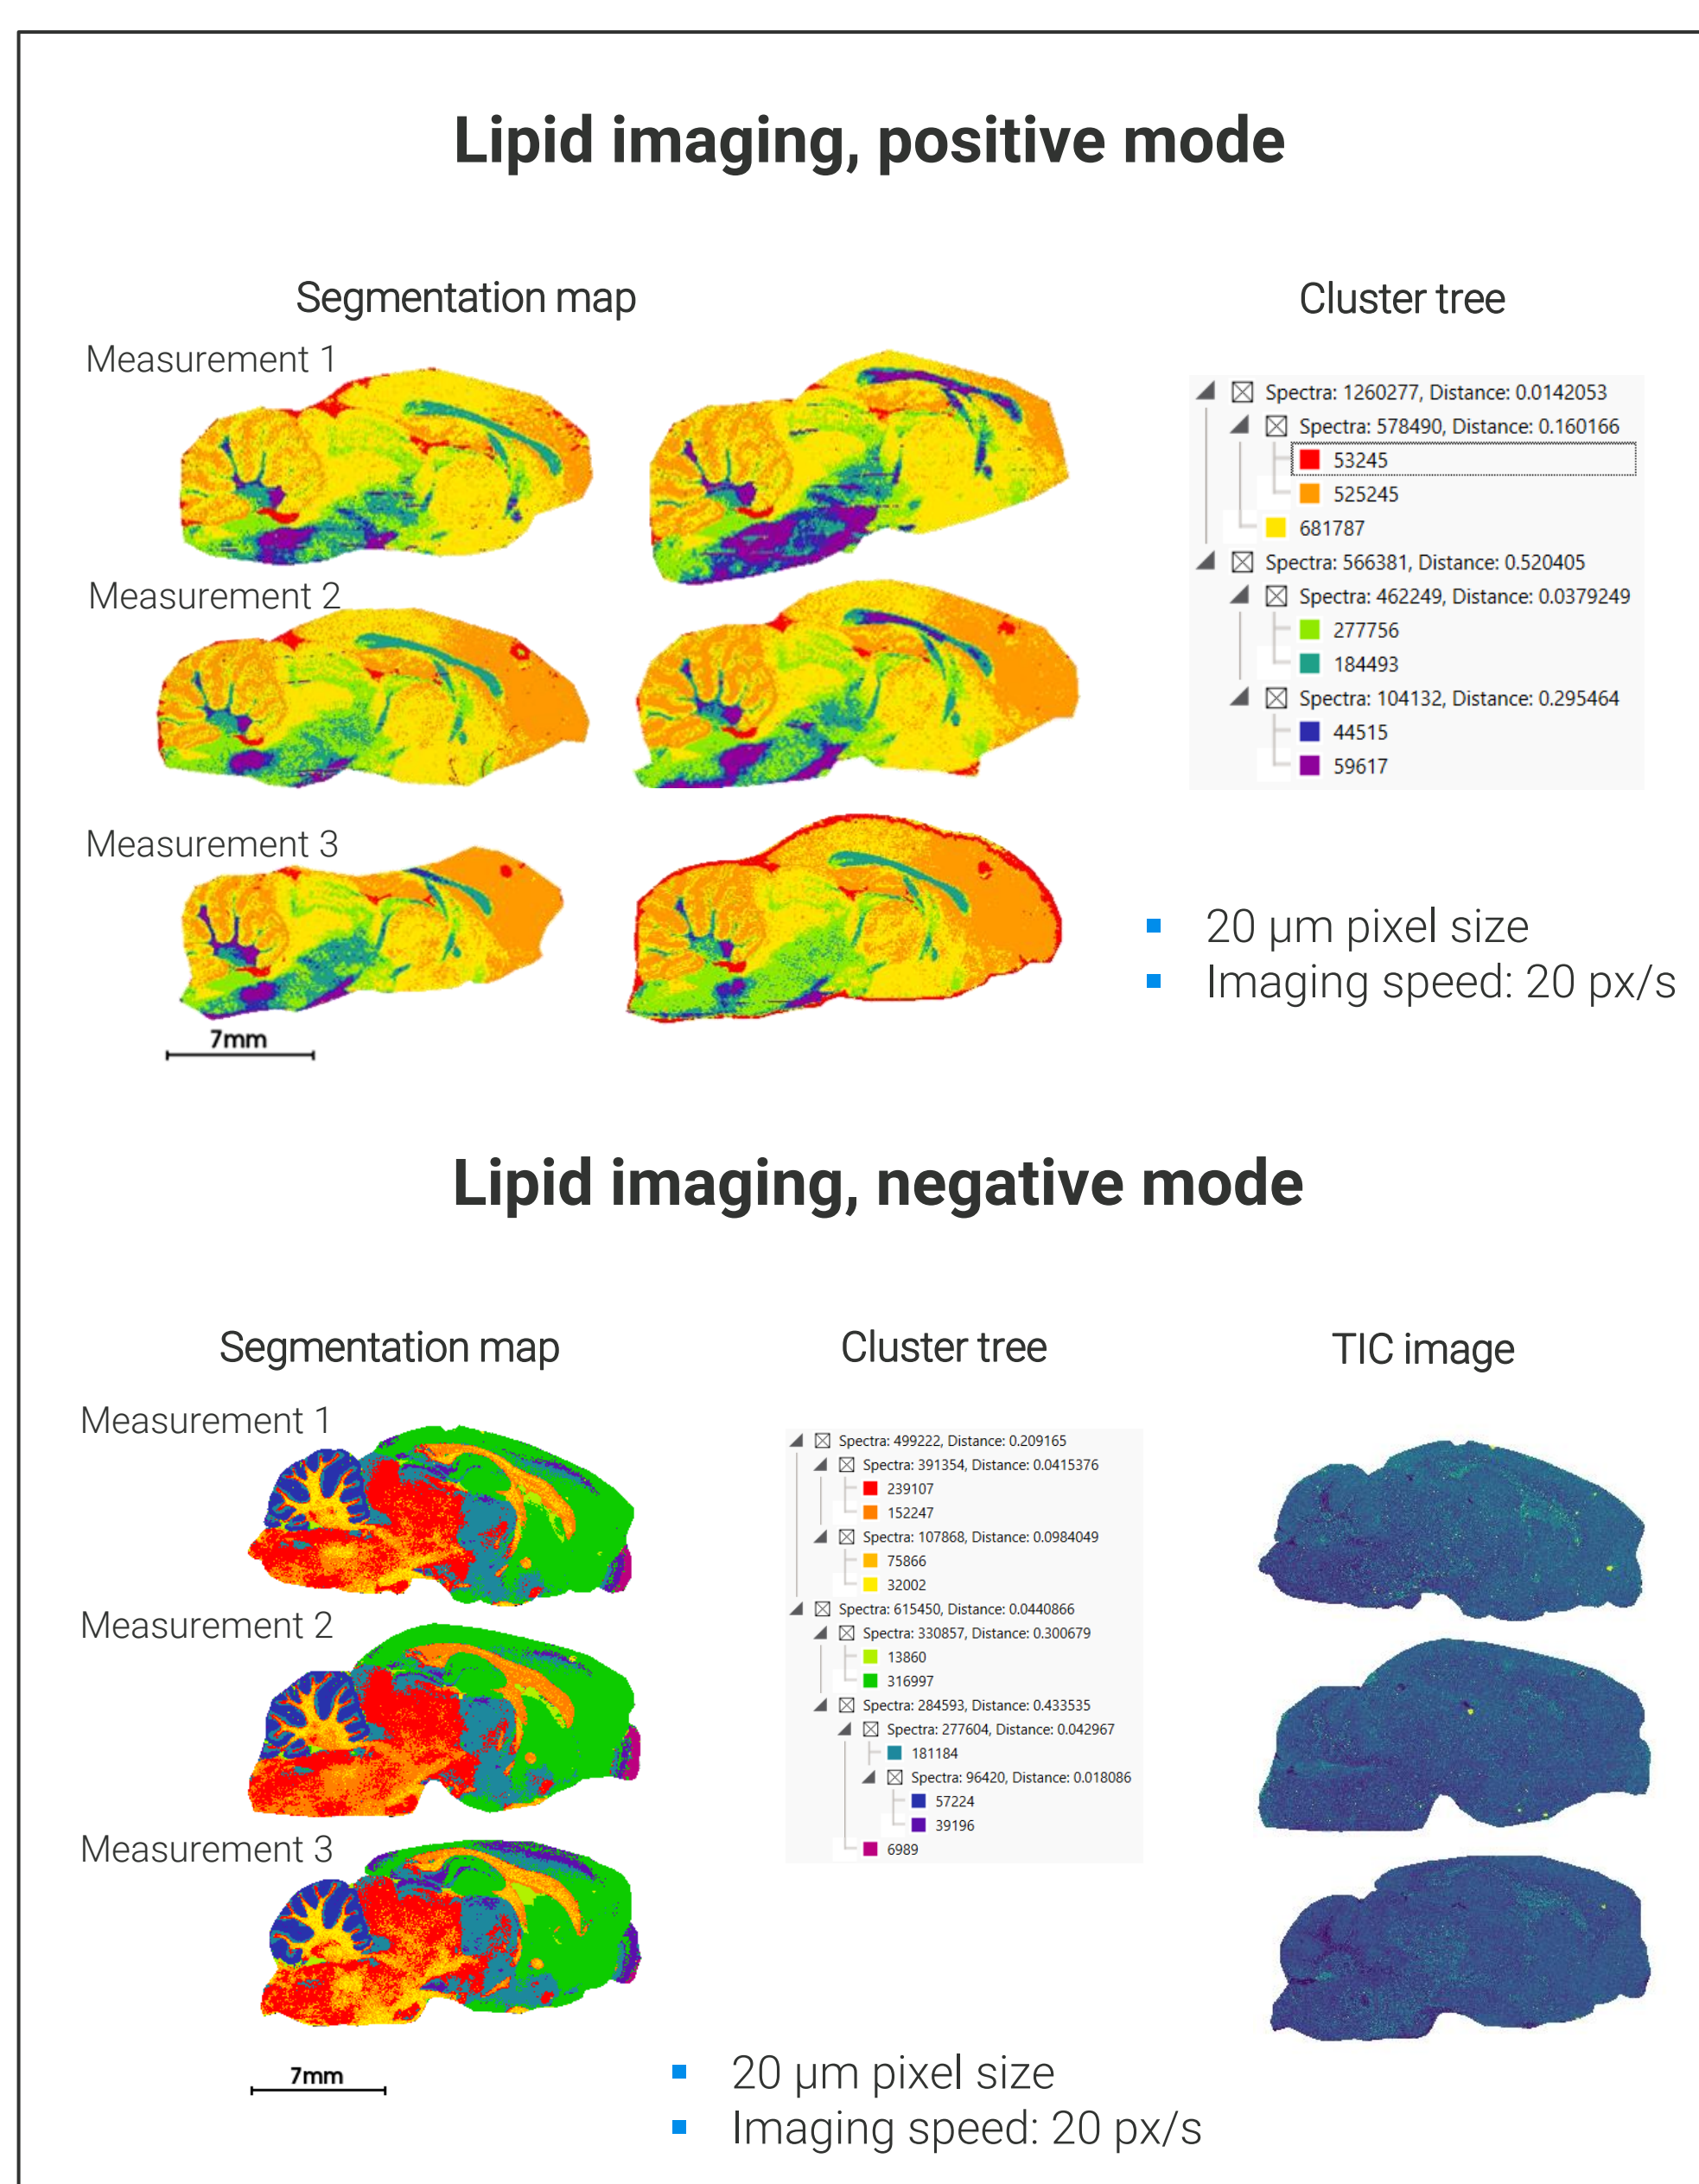 Lipid imaging, positive mode
Segmentation map
Cluster tree
Measurement 1
Measurement 2
Measurement 3
7mm
Spectra: 1260277, Distance: 0.0142053
Spectra: 578490, Distance: 0.160166
53245
525245
681787
Spectra: 566381, Distance: 0.520405
Spectra: 462249, Distance: 0.0379249
277756
184493
Spectra: 104132, Distance: 0.295464
44515
59617
▪ 20 µm pixel size
▪ Imaging speed: 20 px/s
Lipid imaging, negative mode
Segmentation map
Cluster tree
TIC image
Measurement 1
Measurement 2
Measurement 3
7mm
Spectra: 499222, Distance: 0.209165
Spectra: 391354, Distance: 0.0415376
239107
152247
Spectra: 107868, Distance: 0.0984049
75866
32002
Spectra: 615450, Distance: 0.0440866
Spectra: 330857, Distance: 0.300679
13860
316997
Spectra: 284593, Distance: 0.433535
Spectra: 277604, Distance: 0.042967
181184
Spectra: 96420, Distance: 0.018086
57224
39196
6989
▪ 20 µm pixel size
▪ Imaging speed: 20 px/s